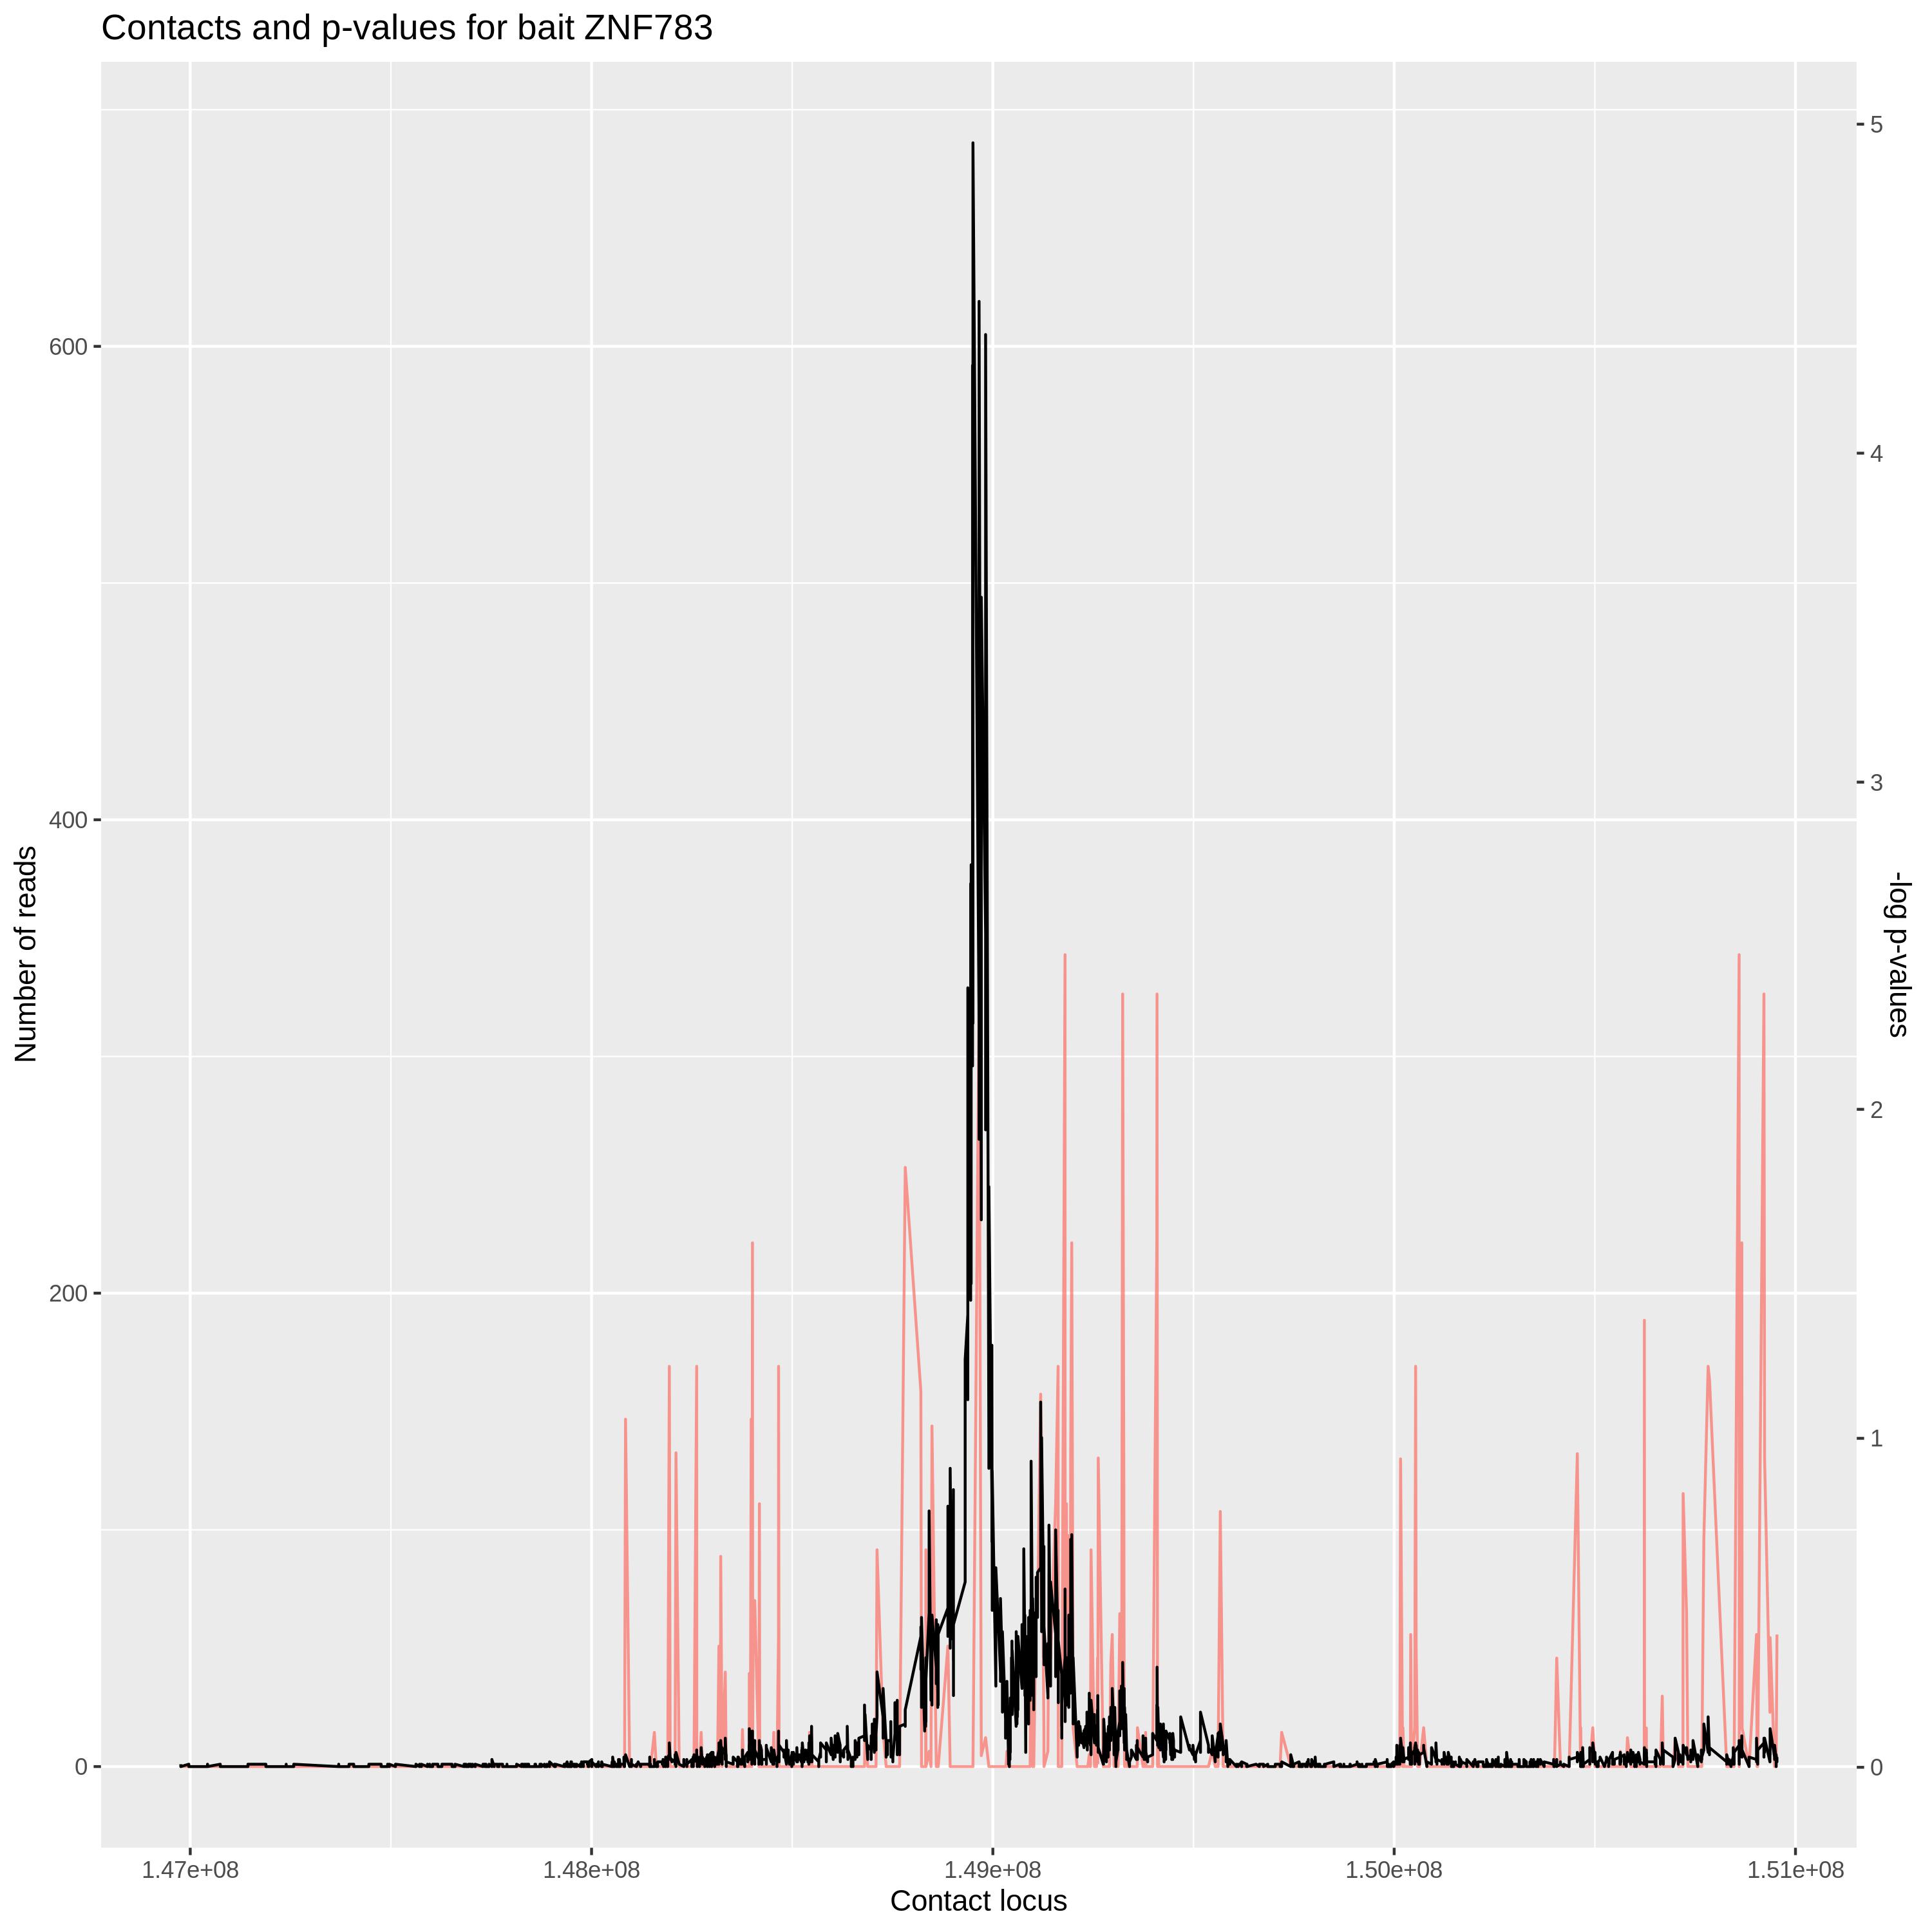 Contacts and p-values for bait ZNF783
Number of reads
600
400
200
0
5
4
3
2
1
0
-log p-values
1.47e+08 1.48e+08 1.49e+08 1.50e+08 1.51e+08
Contact locus